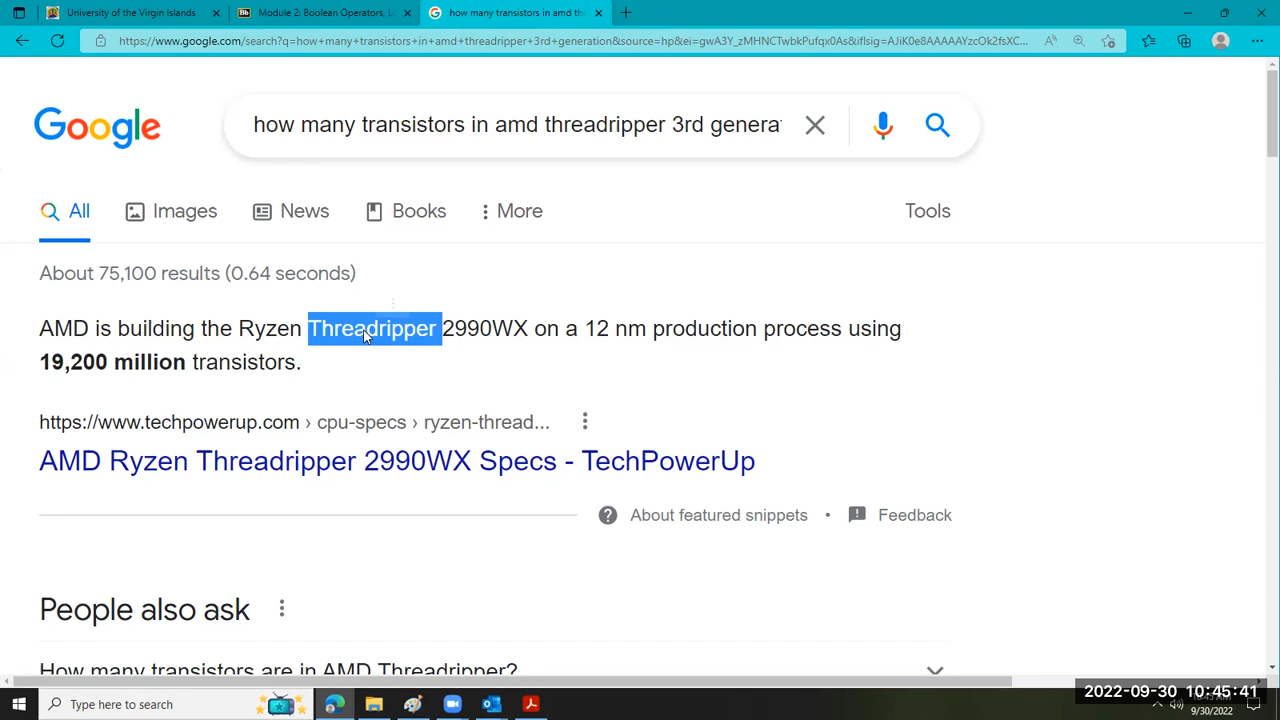 University of the Virgin Islands
Module 2: Boolean Operators, Lo
how many transistors in amd thr
https://www.google.com/search?q=how+many+transistors+in+amd+threadripper+3rd+generation&source=hp&ei=gwA3Y_zMHNCTwbkPufqx0As&iflsig=AJiK0e8AAAAAYzcOk2fsXC...
Google
how many transistors in amd threadripper 3rd genera
All
Images
News
Books
More
Tools
About 75,100 results (0.64 seconds)
AMD is building the Ryzen Threadripper 2990WX on a 12 nm production process using
19,200 million transistors.
https://www.techpowerup.com › cpu-specs › ryzen-thread...
AMD Ryzen Threadripper 2990WX Specs - TechPowerUp
About featured snippets • Feedback
People also ask
How many transistors are in AMD Threadripper?
Type here to search
2022-09-30 10:45:41
9/30/2022